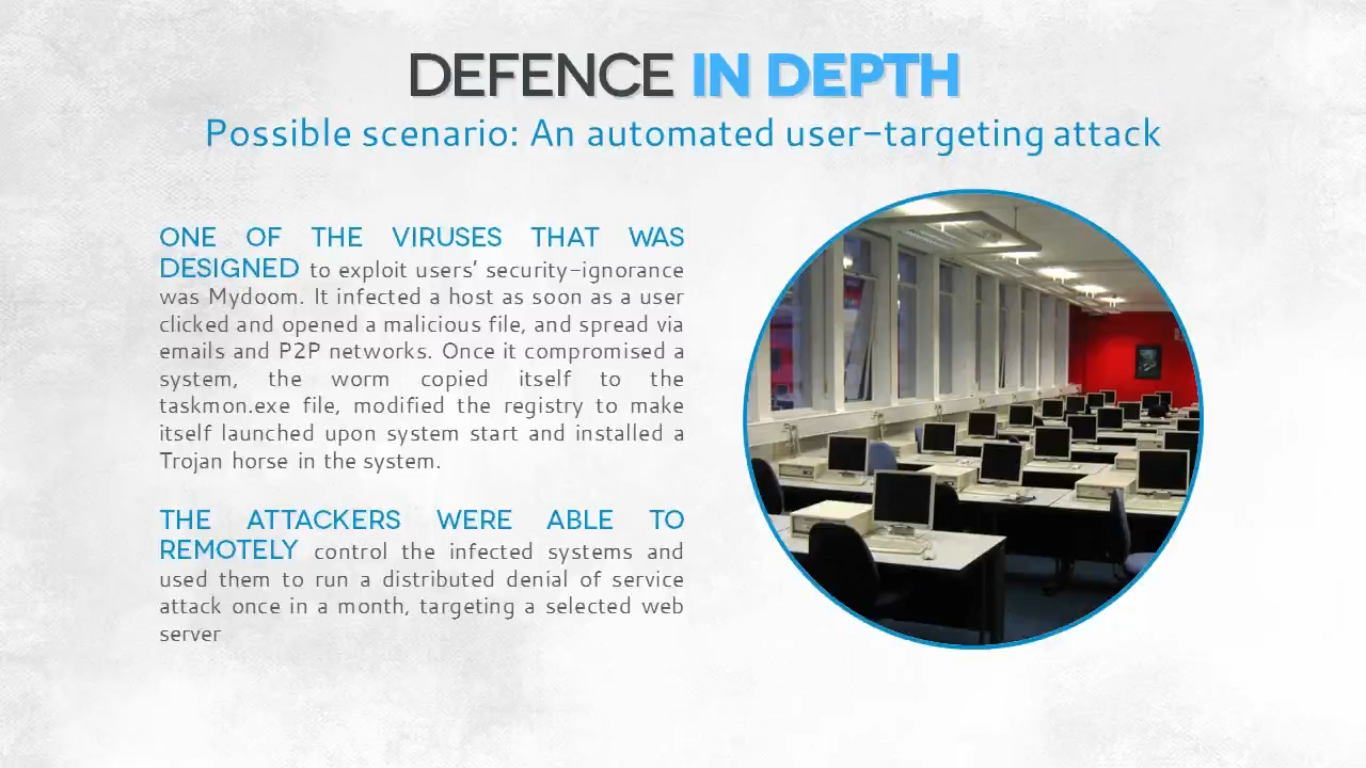 DEFENCE IN DEPTH
Possible scenario: An automated user-targeting attack
ONE OF THE VIRUSES THAT WAS
DESIGNED to exploit users' security-ignorance
was Mydoom. It infected a host as soon as a user
clicked and opened a malicious file, and spread via
emails and P2P networks. Once it compromised a
system, the worm copied itself to the
taskmon.exe file, modified the registry to make
itself launched upon system start and installed a
Trojan horse in the system.
THE ATTACKERS WERE ABLE TO
REMOTELY control the infected systems and
used them to run a distributed denial of service
attack once in a month, targeting a selected web
server